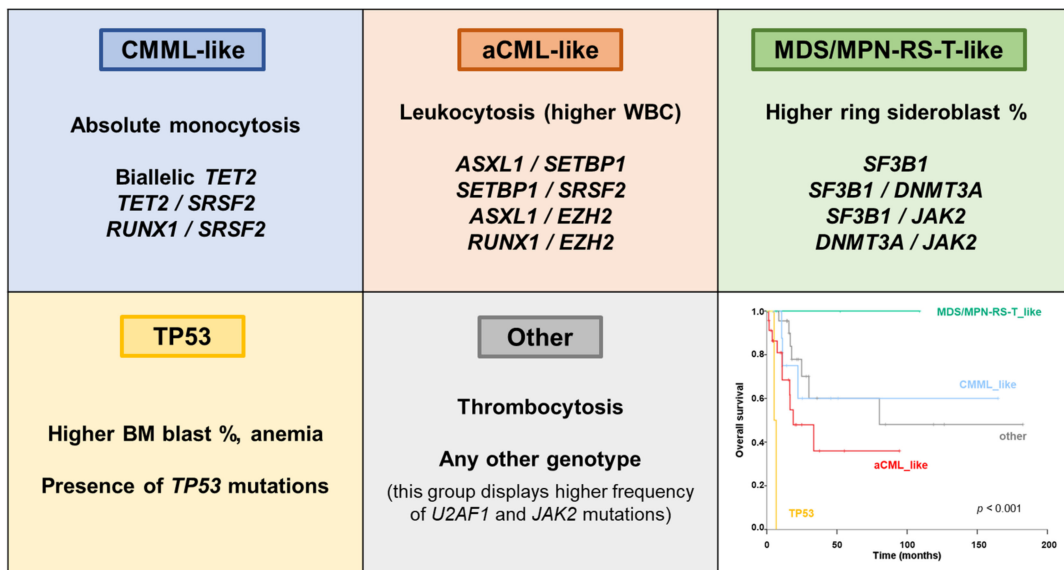 CMML-like
Absolute monocytosis
Biallelic TET2
TET2 / SRSF2
RUNX1 / SRSF2
aCML-like
Leukocytosis (higher WBC)
ASXL1 / SETBP1
SETBP1 / SRSF2
ASXL1 / EZH2
RUNX1 / EZH2
MDS/MPN-RS-T-like
Higher ring sideroblast %
SF3B1
SF3B1 / DNMT3A
SF3B1 / JAK2
DNMT3A / JAK2
TP53
Higher BM blast %, anemia
Presence of TP53 mutations
Other
Thrombocytosis
Any other genotype
(this group displays higher frequency
of U2AF1 and JAK2 mutations)
Overall survival
1.0
0.8
0.6
0.4
0.2
0.0
MDS/MPN-RS-T_like
CMML_like
other
aCML_like
TP53
p < 0.001
0
50
100
150
200
Time (months)